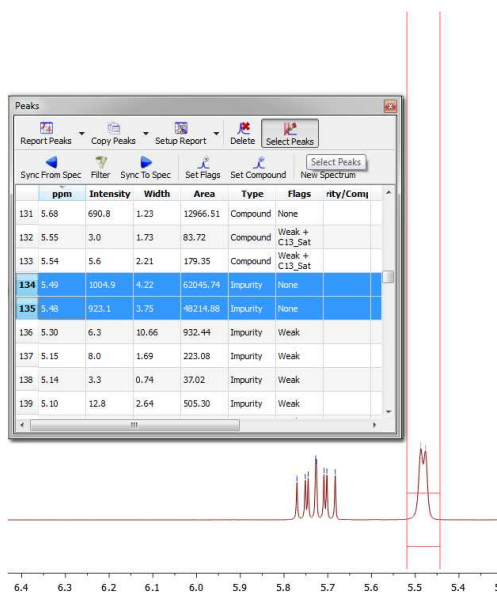 Peaks
Report Peaks Copy Peaks Setup Report Delete Select Peaks
Sync From Spec Filter Sync To Spec Set Flags Set Compound New Spectrum
Select Peaks
ppm Intensity Width Area Type Flags
131 5.68 690.8 1.23 12966.51 Compound None
132 5.55 3.0 1.73 83.72 Compound Weak +
C13_Sat
133 5.54 5.6 2.21 179.35 Compound Weak +
C13_Sat
134 5.49 1004.9 4.22 62045.74 Impurity None
135 5.48 923.1 3.75 48214.88 Impurity None
136 5.30 6.3 10.66 932.44 Impurity Weak
137 5.15 8.0 1.69 223.08 Impurity Weak
138 5.14 3.3 0.74 37.02 Impurity Weak
139 5.10 12.8 2.64 505.30 Impurity Weak
6.4 6.3 6.2 6.1 6.0 5.9 5.8 5.7 5.6 5.5 5.4